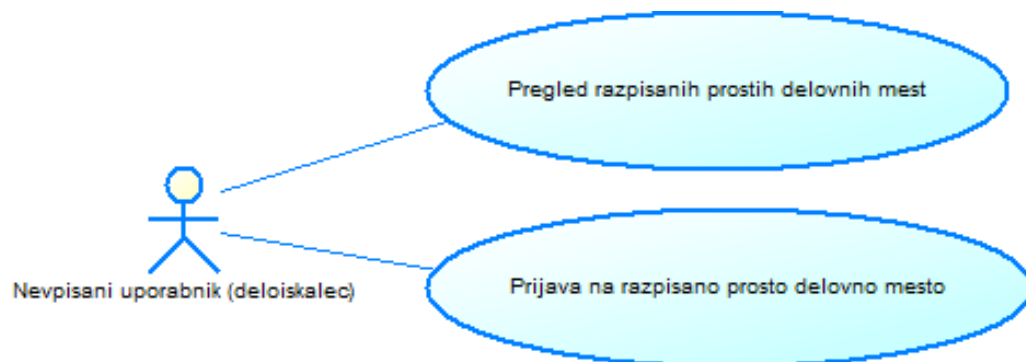 Pregled razpisanih prostih delovnih mest
Nevpisani uporabnik (deloiskalec)
Prijava na razpisano prosto delovno mesto